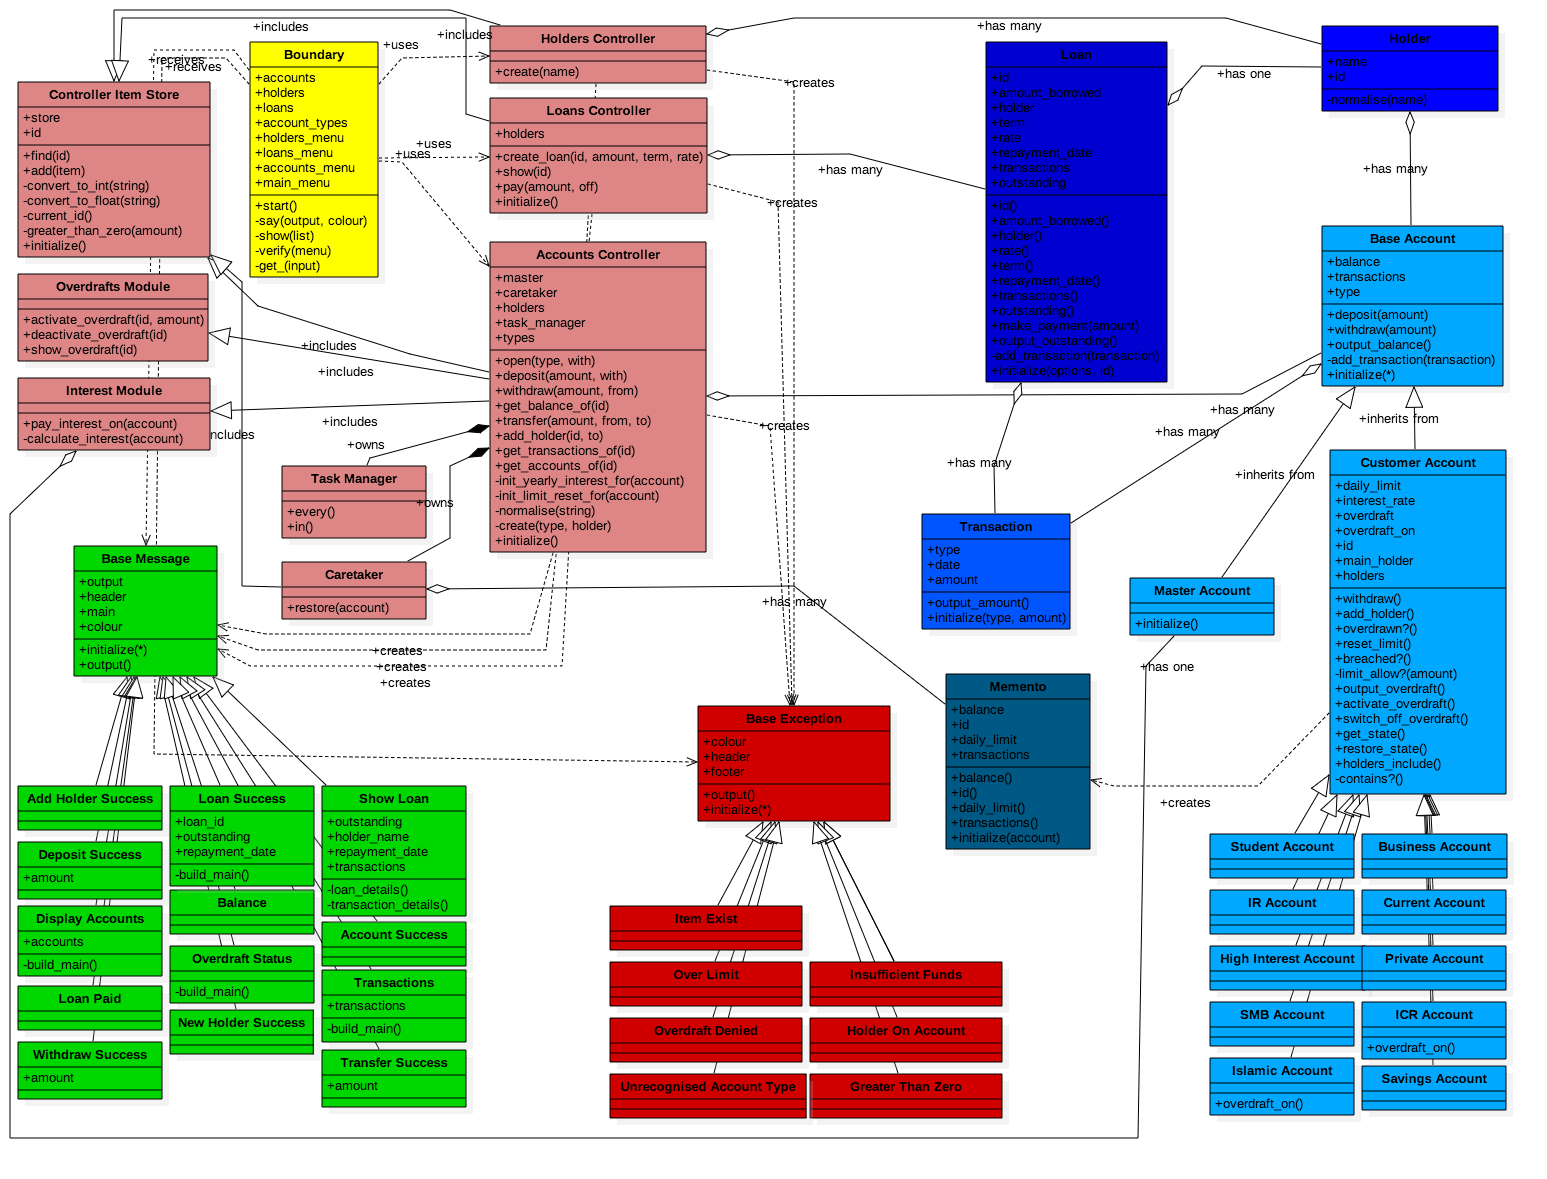 +includes
+includes
+uses
+receives
+receives
+has many
+has one
+creates
Controller Item Store
+store
+id
+find(id)
+add(item)
-convert_to_int(string)
-convert_to_float(string)
-current_id()
-greater_than_zero(amount)
+initialize()
Boundary
+accounts
+holders
+loans
+account_types
+holders_menu
+loans_menu
+accounts_menu
+main_menu
+start()
-say(output, colour)
-show(list)
-verify(menu)
-get_(input)
Holders Controller
+create(name)
Loans Controller
+holders
+create_loan(id, amount, term, rate)
+show(id)
+pay(amount, off)
+initialize()
+uses
+uses
+has many
+creates
Loan
+id
+amount_borrowed
+holder
+term
+rate
+repayment_date
+transactions
+outstanding
+id()
+amount_borrowed()
+holder()
+rate()
+term()
+repayment_date()
+transactions()
+outstanding()
+make_payment(amount)
+output_outstanding()
-add_transaction(transaction)
+initialize(options, id)
Holder
+name
+id
-normalise(name)
+has many
Base Account
+balance
+transactions
+type
+deposit(amount)
+withdraw(amount)
+output_balance()
-add_transaction(transaction)
+initialize(*)
Overdrafts Module
+activate_overdraft(id, amount)
+deactivate_overdraft(id)
+show_overdraft(id)
Interest Module
+pay_interest_on(account)
-calculate_interest(account)
Accounts Controller
+master
+caretaker
+holders
+task_manager
+types
+open(type, with)
+deposit(amount, with)
+withdraw(amount, from)
+get_balance_of(id)
+transfer(amount, from, to)
+add_holder(id, to)
+get_transactions_of(id)
+get_accounts_of(id)
-init_yearly_interest_for(account)
-init_limit_reset_for(account)
-normalise(string)
-create(type, holder)
+initialize()
+includes
+includes
+includes
ncludes
+owns
+owns
+creates
+has many
+has many
+has many
+inherits from
+inherits from
Task Manager
+every()
+in()
Caretaker
+restore(account)
+has many
Transaction
+type
+date
+amount
+output_amount()
+initialize(type, amount)
Master Account
+initialize()
+has one
Customer Account
+daily_limit
+interest_rate
+overdraft
+overdraft_on
+id
+main_holder
+holders
+withdraw()
+add_holder()
+overdrawn?()
+reset_limit()
+breached?()
-limit_allow?(amount)
+output_overdraft()
+activate_overdraft()
+switch_off_overdraft()
+get_state()
+restore_state()
+holders_include()
-contains?()
Base Message
+output
+header
+main
+colour
+initialize(*)
+output()
+creates
+creates
+creates
Base Exception
+colour
+header
+footer
+output()
+initialize(*)
Memento
+balance
+id
+daily_limit
+transactions
+balance()
+id()
+daily_limit()
+transactions()
+initialize(account)
+creates
Add Holder Success
Deposit Success
+amount
Display Accounts
+accounts
-build_main()
Loan Paid
Withdraw Success
+amount
Loan Success
+loan_id
+outstanding
+repayment_date
-build_main()
Balance
Overdraft Status
-build_main()
New Holder Success
Show Loan
+outstanding
+holder_name
+repayment_date
+transactions
-loan_details()
-transaction_details()
Account Success
Transactions
+transactions
-build_main()
Transfer Success
+amount
Item Exist
Over Limit
Overdraft Denied
Unrecognised Account Type
Insufficient Funds
Holder On Account
Greater Than Zero
Student Account
IR Account
High Interest Account
SMB Account
Islamic Account
+overdraft_on()
Business Account
Current Account
Private Account
ICR Account
+overdraft_on()
Savings Account